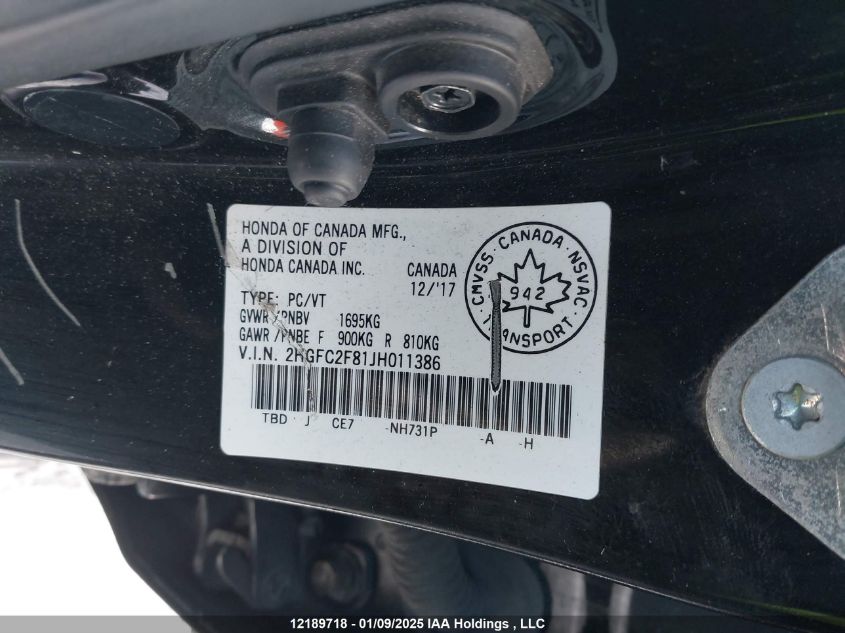 HONDA OF CANADA MFG.,
A DIVISION OF
HONDA CANADA INC.
CANADA
12/'17
TYPE: PC/VT
GVWR/PNBV 1695KG
GAWR/PNBE F 900KG R 810KG
V.I.N. 2HGFC2F81JH011386
TBD J CE7 -NH731P -A -H
CMVSS · CANADA · NSVAC
942
TRANSPORT
12189718 - 01/09/2025 IAA Holdings , LLC